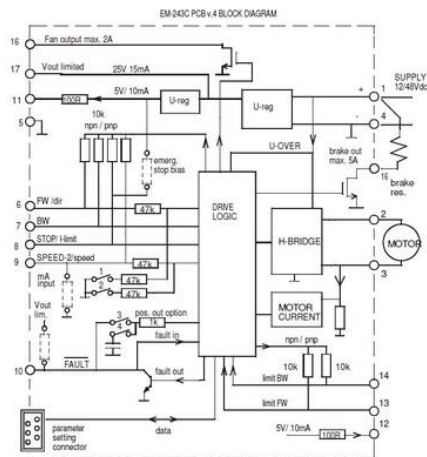 EM-243C PCB v.4 BLOCK DIAGRAM
16 Fan output max. 2A
17 Vout limited
25V 15mA
SUPPLY
12/48Vdc
11 100R
5V/ 10mA
U-reg
U-reg
+ 1
- 4
5
10k
npn / pnp
emerg.
stop bias
U-OVER
brake out
max. 5A
16
brake
res.
6 FW /dir
47k
7 BW
8 STOP/ I-limit
9 SPEED-2/speed
47k
DRIVE
LOGIC
H-BRIDGE
2
MOTOR
3
mA
input
1
2
47k
47k
Vout
lim.
pos. out option
3
4
1k
fault in
MOTOR
CURRENT
npn / pnp
10k
10k
10 FAULT
fault out
limit BW
14
limit FW
13
12
5V/ 10mA
100R
parameter
setting
connector
data